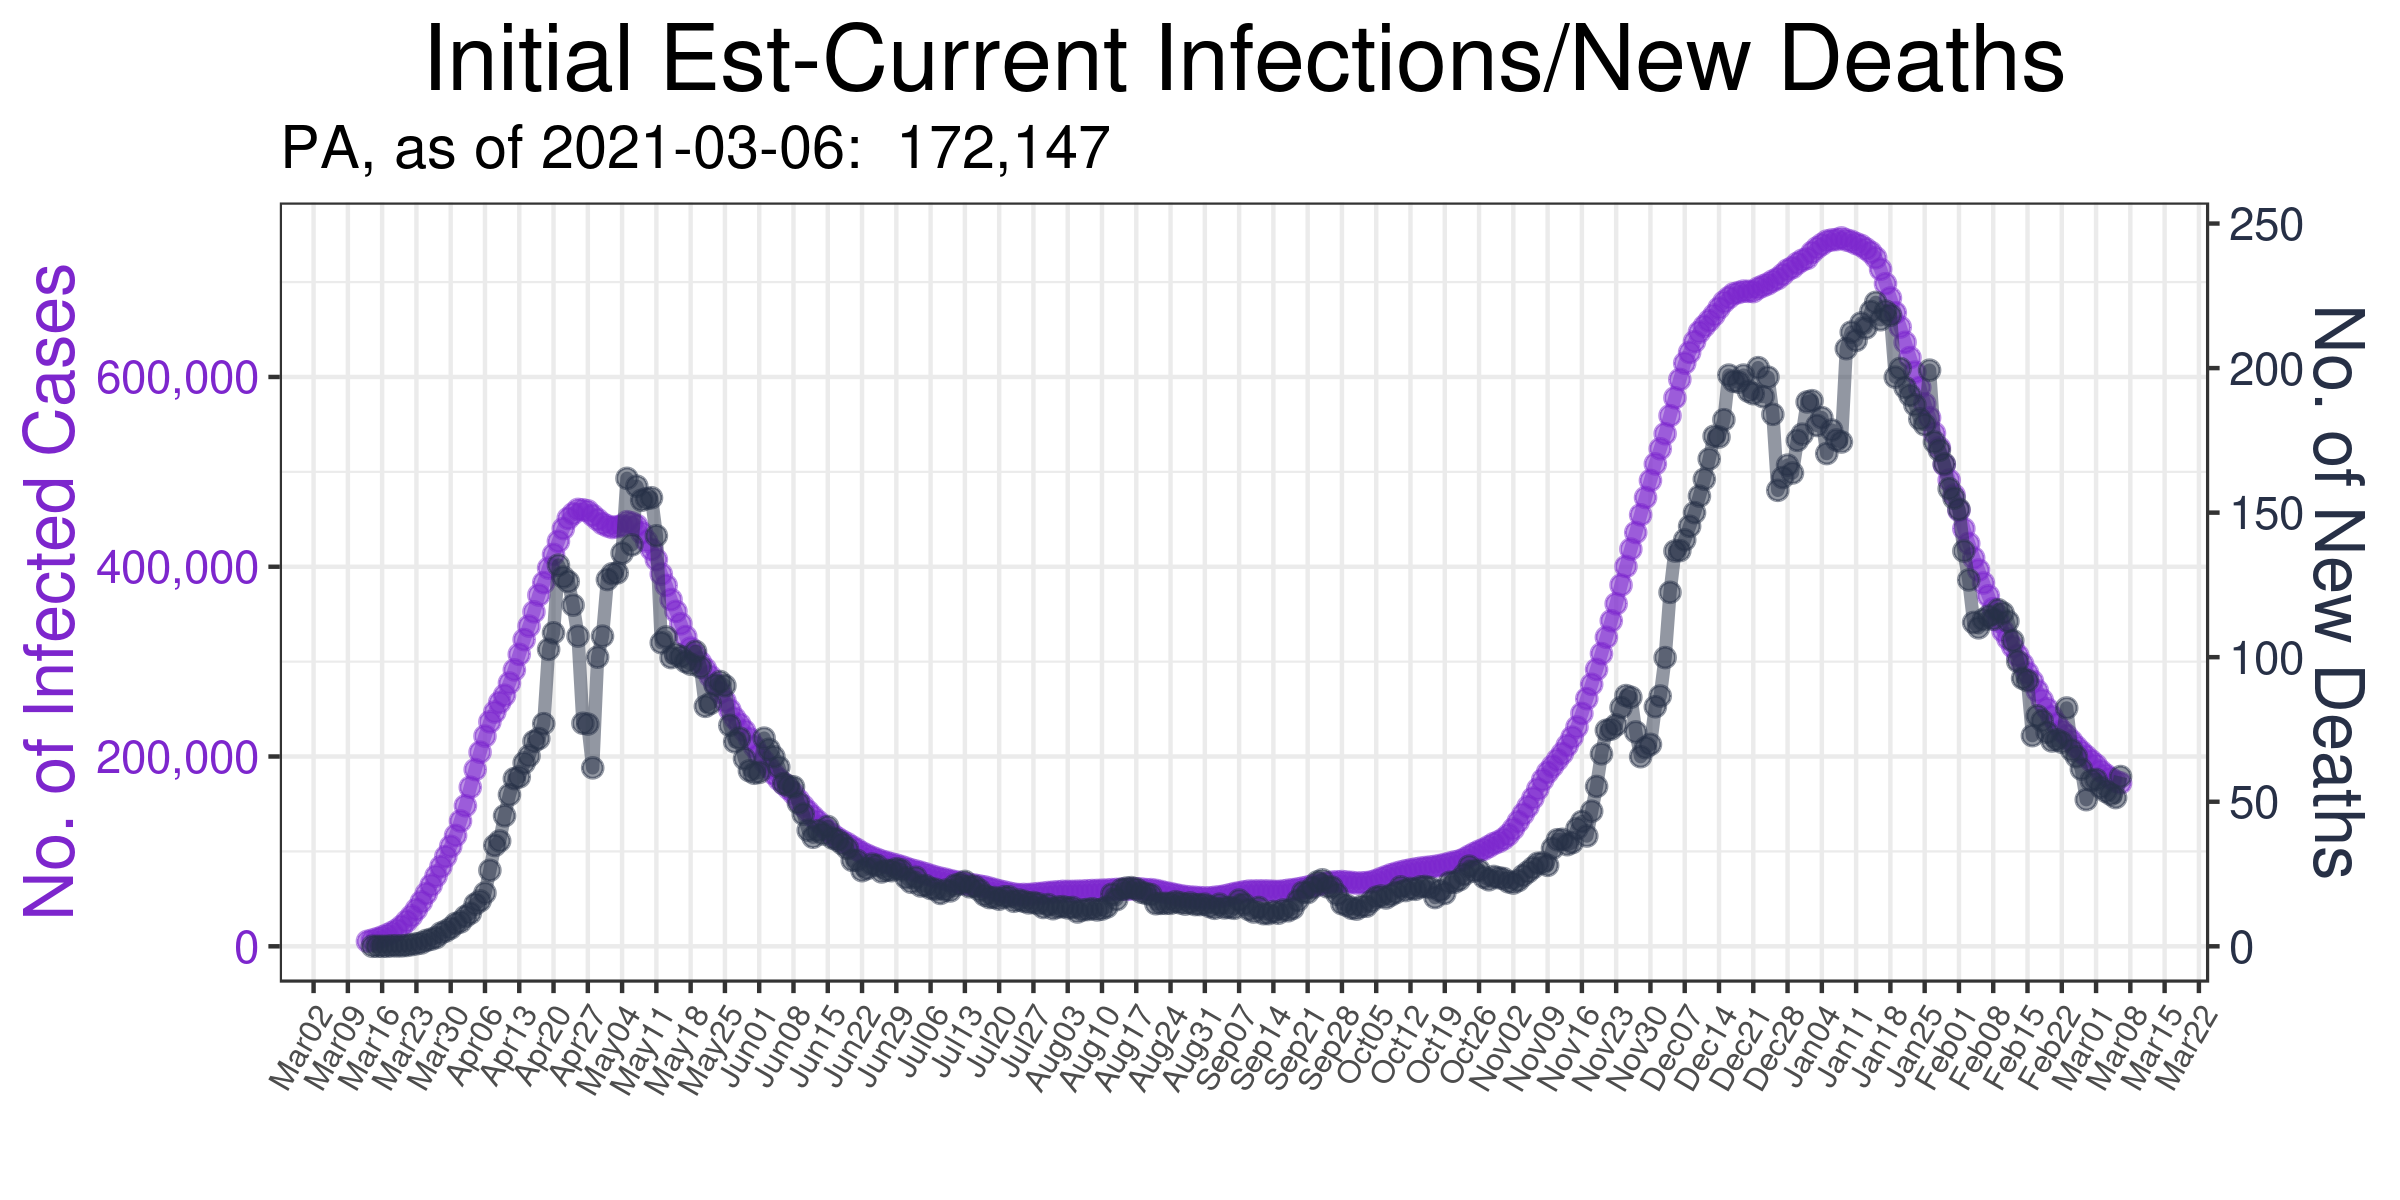 Initial Est-Current Infections/New Deaths
PA, as of 2021-03-06:  172,147
No. of Infected Cases
600,000
400,000
200,000
0
250
200
150
100
50
0
No. of New Deaths
Mar02
Mar09
Mar16
Mar23
Mar30
Apr06
Apr13
Apr20
Apr27
May04
May11
May18
May25
Jun01
Jun08
Jun15
Jun22
Jun29
Jul06
Jul13
Jul20
Jul27
Aug03
Aug10
Aug17
Aug24
Aug31
Sep07
Sep14
Sep21
Sep28
Oct05
Oct12
Oct19
Oct26
Nov02
Nov09
Nov16
Nov23
Nov30
Dec07
Dec14
Dec21
Dec28
Jan04
Jan11
Jan18
Jan25
Feb01
Feb08
Feb15
Feb22
Mar01
Mar08
Mar15
Mar22